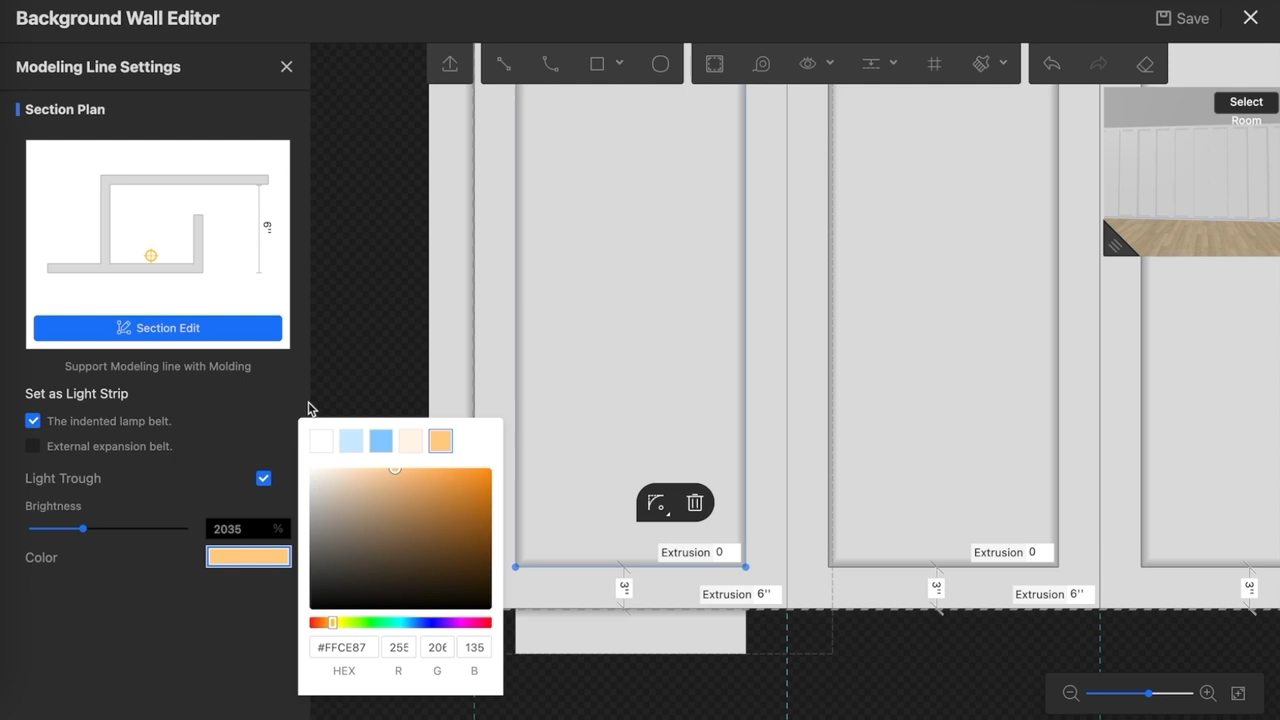 Background Wall Editor
Save
Modeling Line Settings
Section Plan
6''
Section Edit
Support Modeling line with Molding
Set as Light Strip
The indented lamp belt.
External expansion belt.
Light Trough
Brightness
2035 %
Color
#FFCE87 255 206 135
HEX R G B
Select
Room
Extrusion 0
Extrusion 0
3''
3''
3''
Extrusion 6''
Extrusion 6''